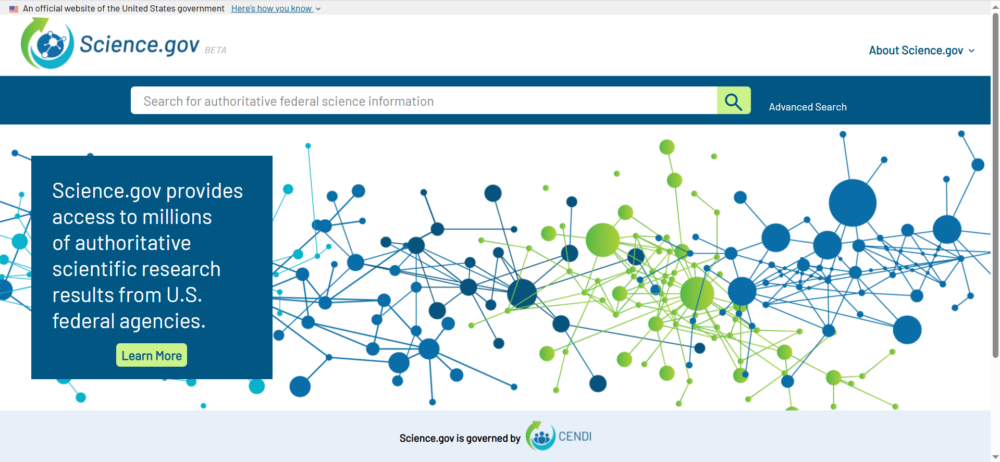 An official website of the United States government Here's how you know
Science.gov BETA
About Science.gov
Search for authoritative federal science information
Advanced Search
Science.gov provides
access to millions
of authoritative
scientific research
results from U.S.
federal agencies.
Learn More
Science.gov is governed by CENDI